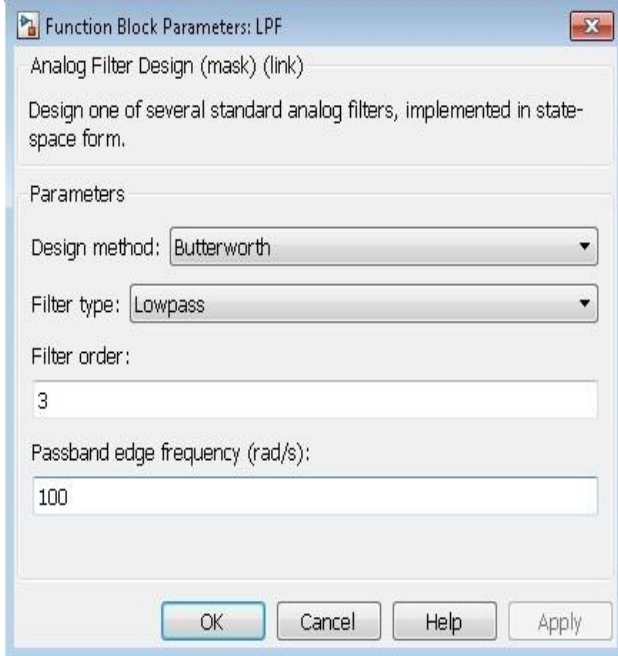 Function Block Parameters: LPF
Analog Filter Design (mask) (link)
Design one of several standard analog filters, implemented in state-
space form.
Parameters
Design method: Butterworth
Filter type: Lowpass
Filter order:
3
Passband edge frequency (rad/s):
100
OK Cancel Help Apply